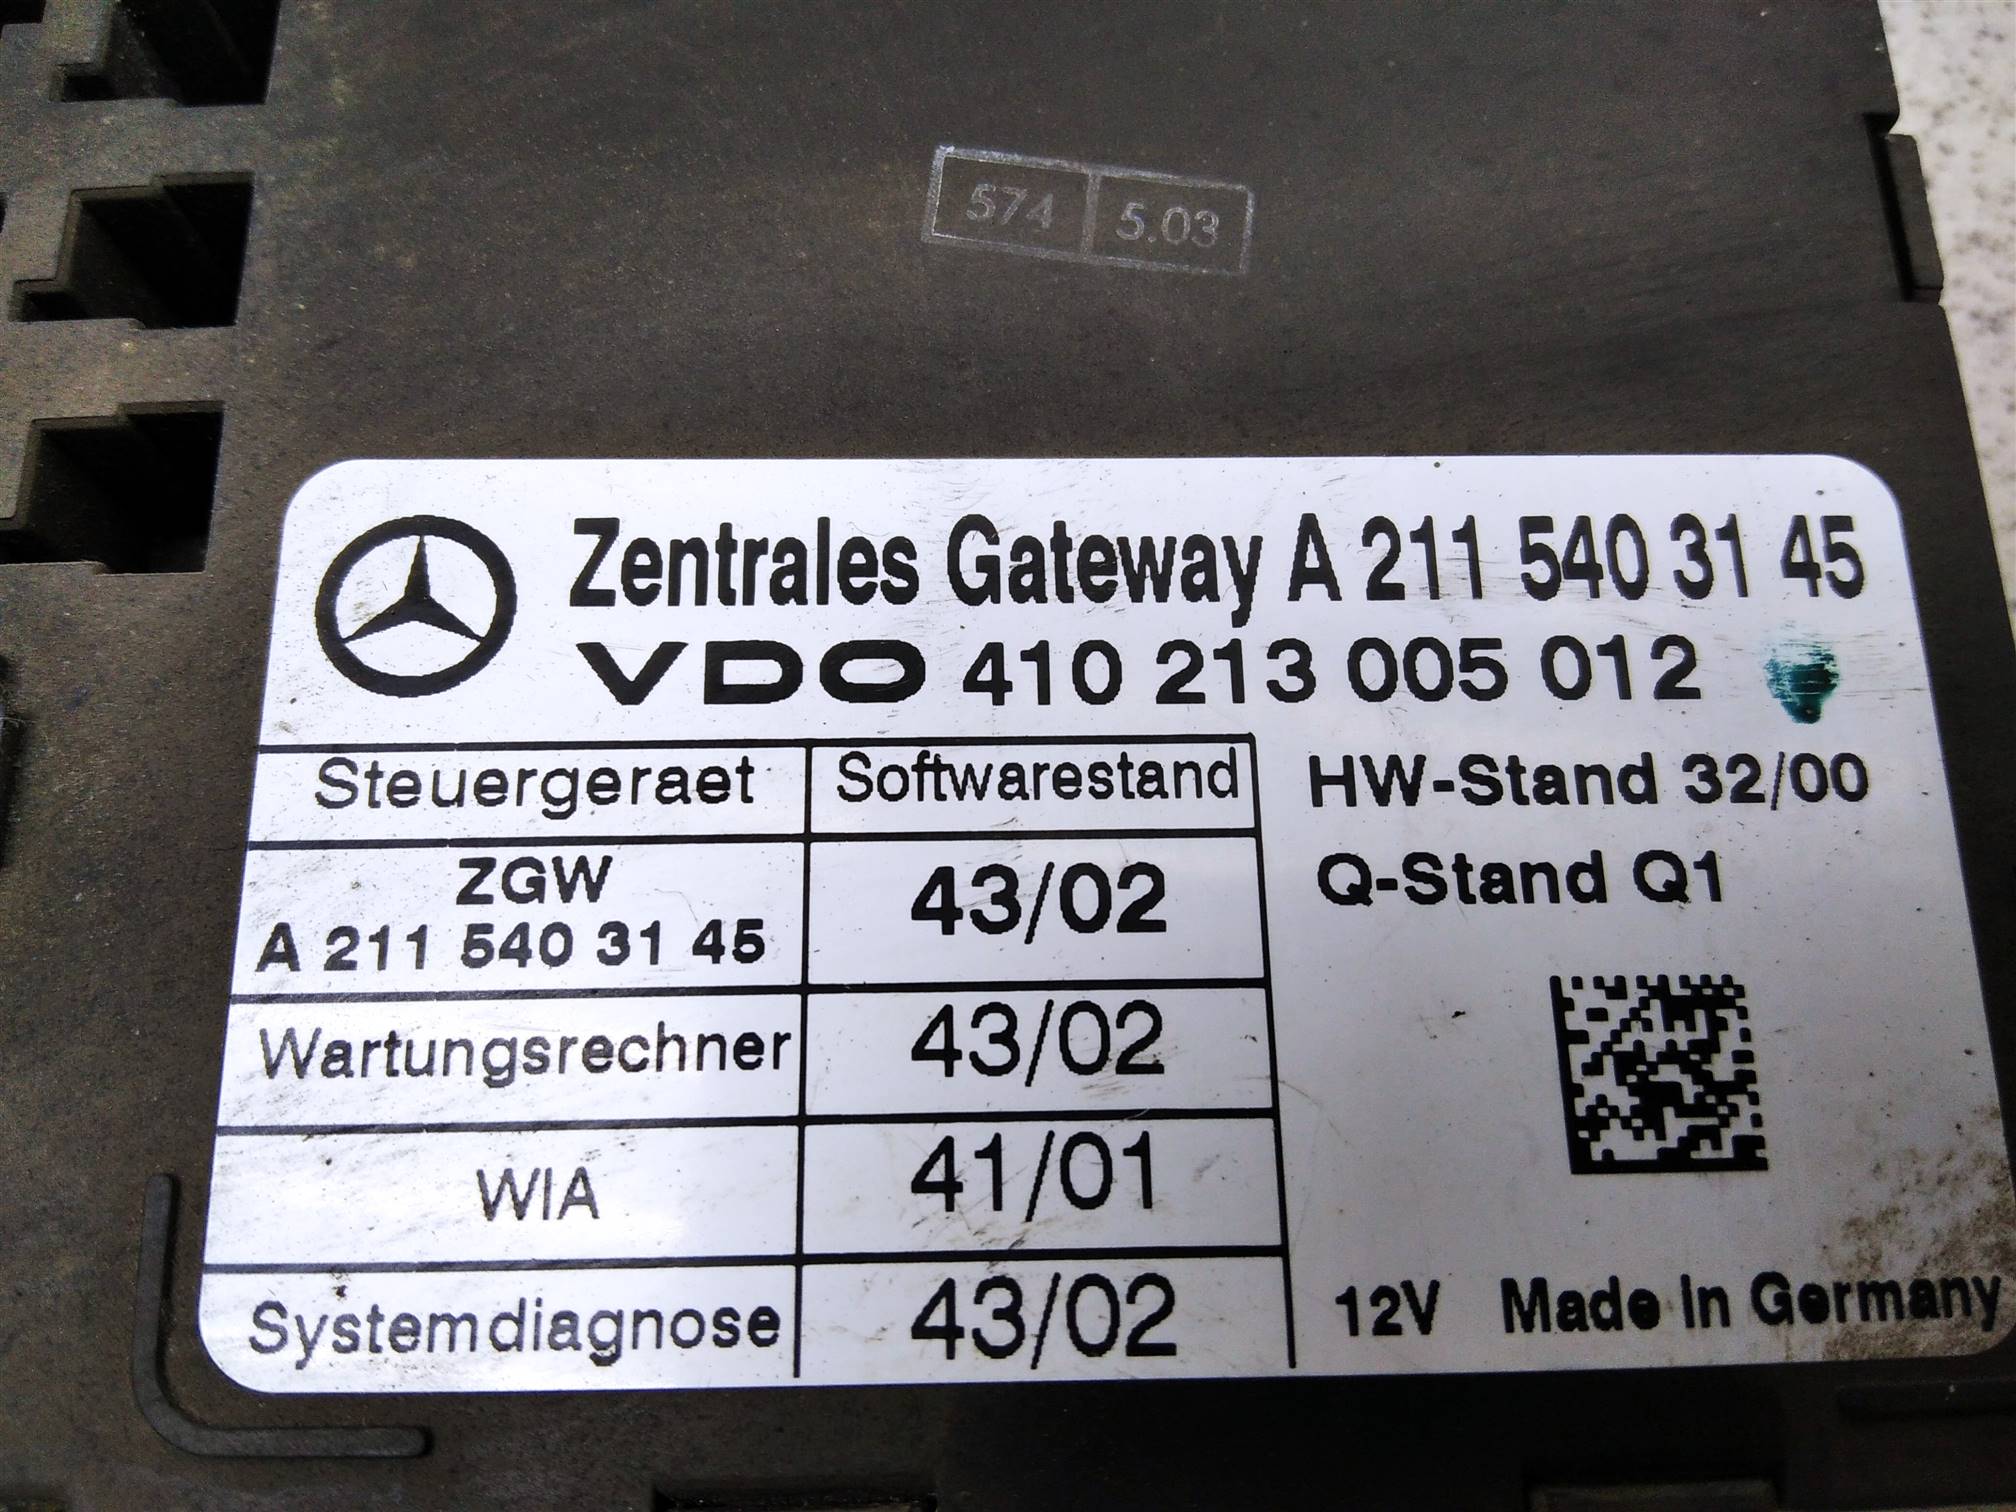 574 5.03
Zentrales Gateway A 211 540 31 45
VDO 410 213 005 012
Steuergeraet Softwarestand HW-Stand 32/00
ZGW 43/02 Q-Stand Q1
A 211 540 31 45
Wartungsrechner 43/02
WIA 41/01
Systemdiagnose 43/02 12V Made in Germany